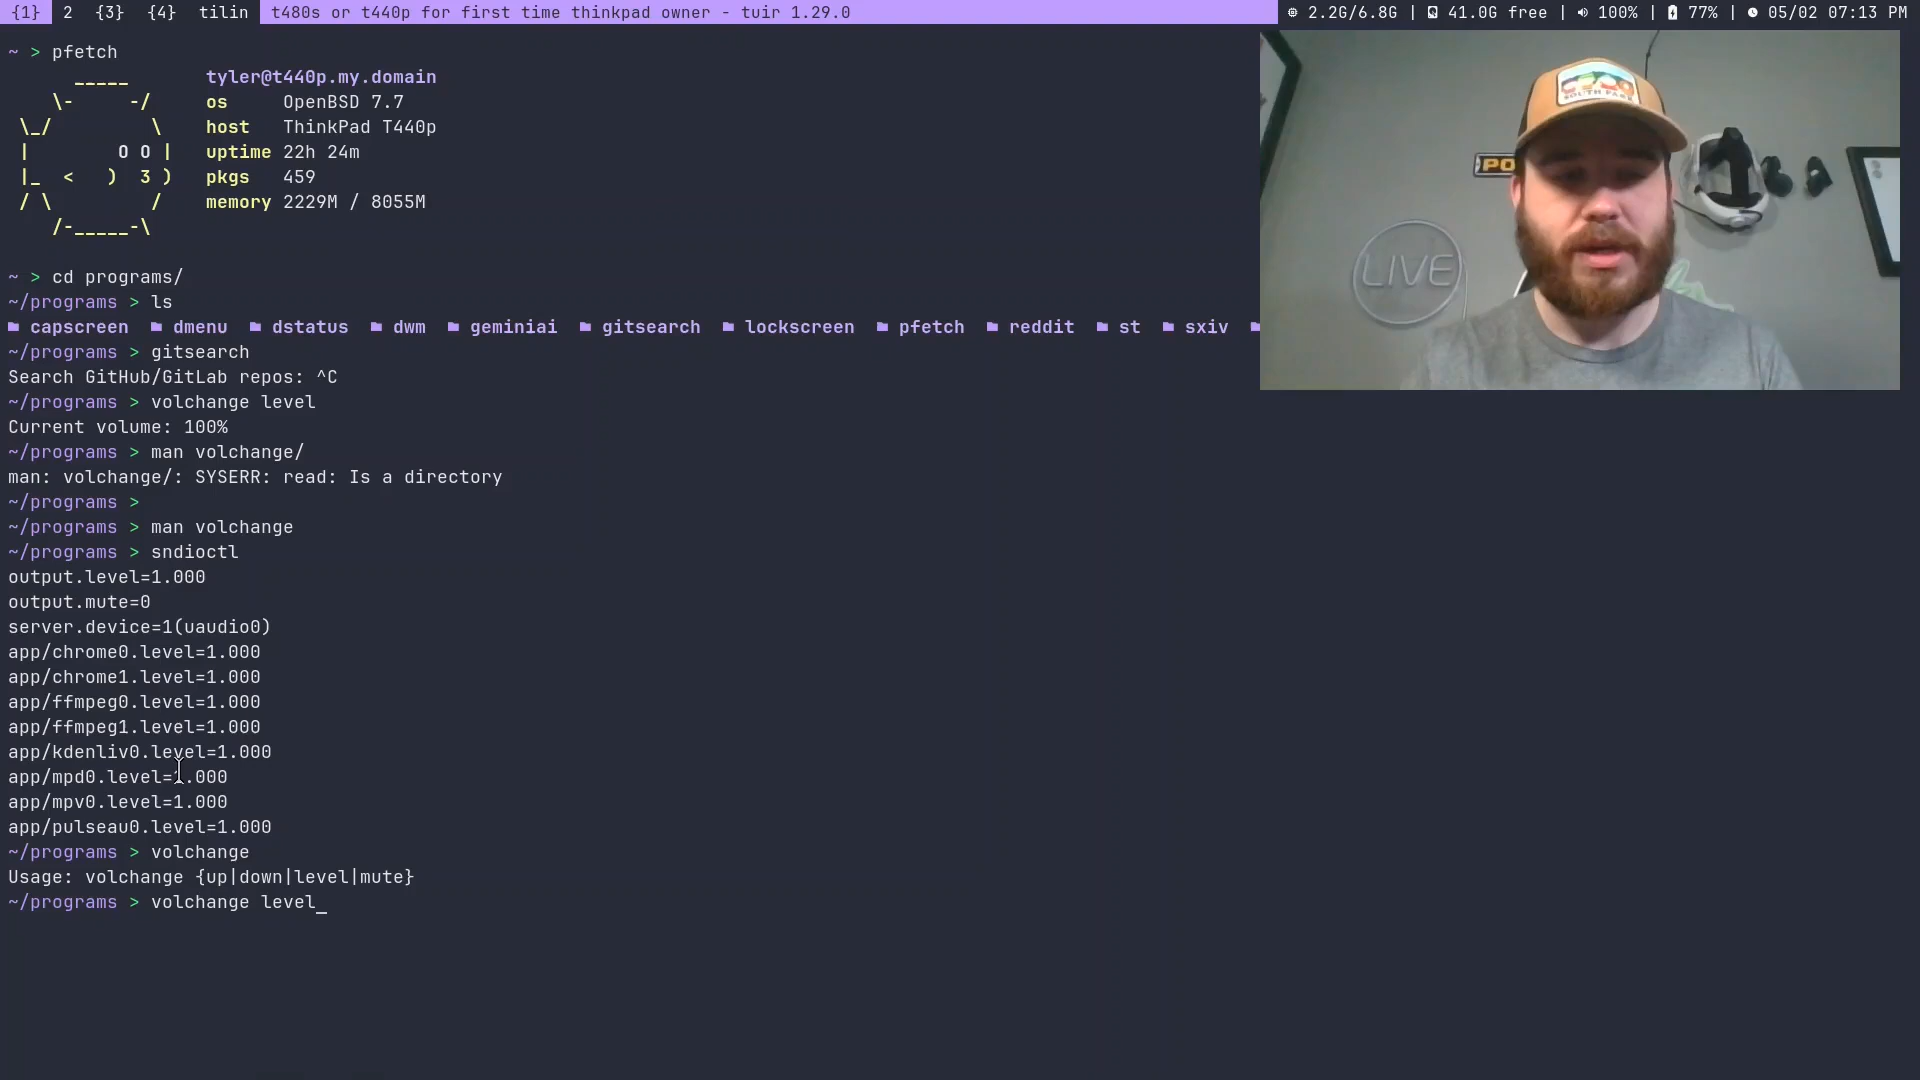 {1} 2 {3} {4} tilin t480s or t440p for first time thinkpad owner - tuir 1.29.0 2.2G/6.8G | 41.0G free | 100% | 77% | 05/02 07:13 PM
~ > pfetch
_____
\-     -/
\_/         \
|        O O |
|_  <   )  3 )
/ \         /
/-_____-\
tyler@t440p.my.domain
os OpenBSD 7.7
host ThinkPad T440p
uptime 22h 24m
pkgs 459
memory 2229M / 8055M
~ > cd programs/
~/programs > ls
capscreen dmenu dstatus dwm geminiai gitsearch lockscreen pfetch reddit st sxiv
~/programs > gitsearch
Search GitHub/GitLab repos: ^C
~/programs > volchange level
Current volume: 100%
~/programs > man volchange/
man: volchange/: SYSERR: read: Is a directory
~/programs >
~/programs > man volchange
~/programs > sndioctl
output.level=1.000
output.mute=0
server.device=1(uaudio0)
app/chrome0.level=1.000
app/chrome1.level=1.000
app/ffmpeg0.level=1.000
app/ffmpeg1.level=1.000
app/kdenliv0.level=1.000
app/mpd0.level=1.000
app/mpv0.level=1.000
app/pulseau0.level=1.000
~/programs > volchange
Usage: volchange {up|down|level|mute}
~/programs > volchange level_
SOUTH PARK
PO
LIVE